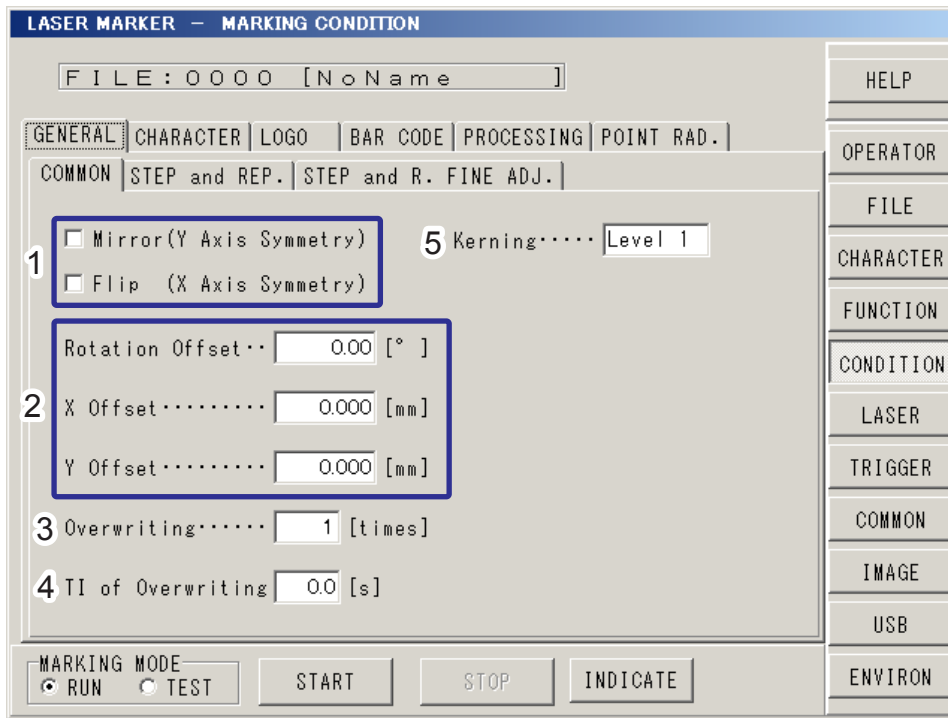 LASER MARKER － MARKING CONDITION
FILE:0000 [NoName          ]
HELP
GENERAL CHARACTER LOGO BAR CODE PROCESSING POINT RAD.
OPERATOR
COMMON STEP and REP. STEP and R. FINE ADJ.
FILE
1
Mirror(Y Axis Symmetry)
Flip (X Axis Symmetry)
5 Kerning····· Level 1
CHARACTER
FUNCTION
2
Rotation Offset·· 0.00 [° ]
X Offset········· 0.000 [mm]
Y Offset········· 0.000 [mm]
CONDITION
LASER
TRIGGER
3 Overwriting······ 1 [times]
COMMON
4 TI of Overwriting 0.0 [s]
IMAGE
USB
MARKING MODE
RUN TEST
START
STOP
INDICATE
ENVIRON